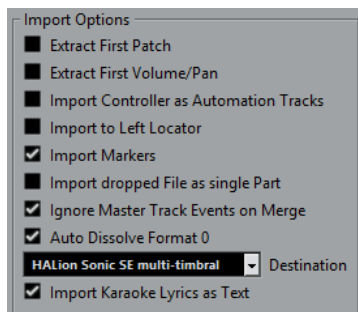 Import Options
Extract First Patch
Extract First Volume/Pan
Import Controller as Automation Tracks
Import to Left Locator
Import Markers
Import dropped File as single Part
Ignore Master Track Events on Merge
Auto Dissolve Format 0
HALion Sonic SE multi-timbral Destination
Import Karaoke Lyrics as Text